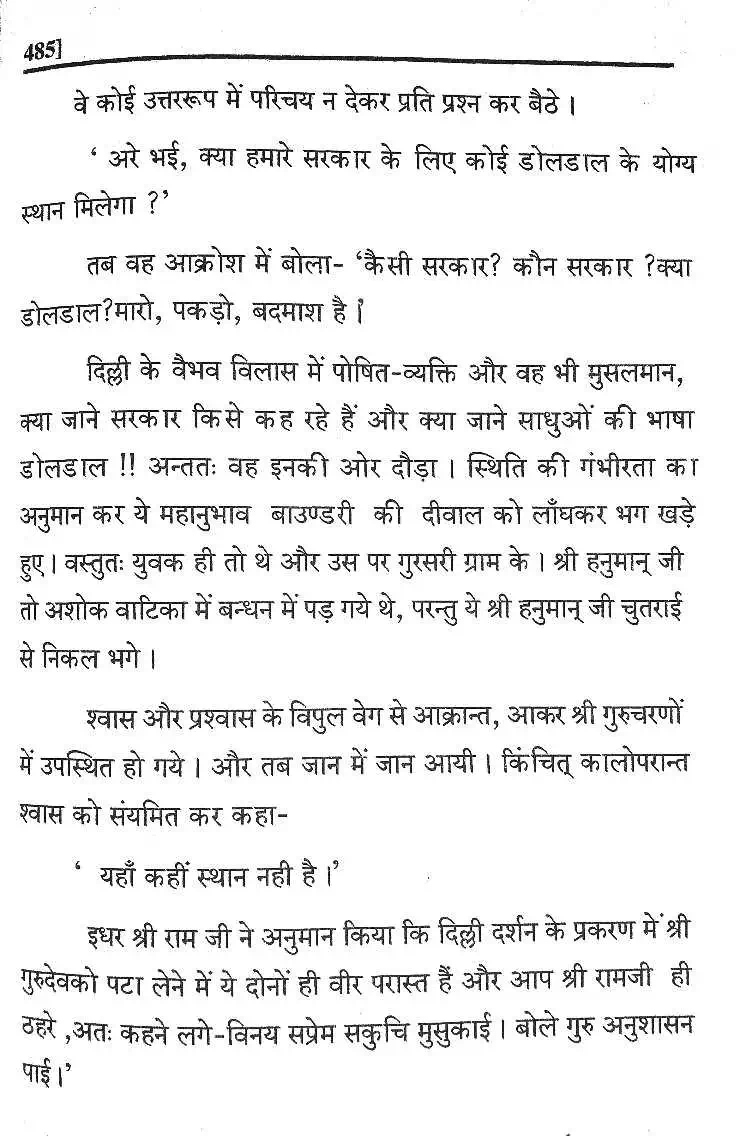 485]
वे कोई उत्तररूप में परिचय न देकर प्रति प्रश्न कर बैठे ।
‘ अरे भई, क्या हमारे सरकार के लिए कोई डोलडाल के योग्य
स्थान मिलेगा ?’
तब वह आक्रोश में बोला- ‘कैसी सरकार? कौन सरकार ?क्या
डोलडाल?मारो, पकड़ो, बदमाश है ।’
दिल्ली के वैभव विलास में पोषित-व्यक्ति और वह भी मुसलमान,
क्या जाने सरकार किसे कह रहे हैं और क्या जाने साधुओं की भाषा
डोलडाल !! अन्ततः वह इनकी ओर दौड़ा । स्थिति की गंभीरता का
अनुमान कर ये महानुभाव बाउण्डरी की दीवाल को लाँघकर भग खड़े
हुए । वस्तुतः युवक ही तो थे और उस पर गुरसरी ग्राम के । श्री हनुमान् जी
तो अशोक वाटिका में बन्धन में पड़ गये थे, परन्तु ये श्री हनुमान् जी चुतराई
से निकल भगे ।
श्वास और प्रश्वास के विपुल वेग से आक्रान्त, आकर श्री गुरुचरणों
में उपस्थित हो गये । और तब जान में जान आयी । किंचित् कालोपरान्त
श्वास को संयमित कर कहा-
‘ यहाँ कहीं स्थान नही है ।’
इधर श्री राम जी ने अनुमान किया कि दिल्ली दर्शन के प्रकरण में श्री
गुरुदेवको पटा लेने में ये दोनों ही वीर परास्त हैं और आप श्री रामजी ही
ठहरे ,अतः कहने लगे-विनय सप्रेम सकुचि मुसुकाई । बोले गुरु अनुशासन
पाई ।’